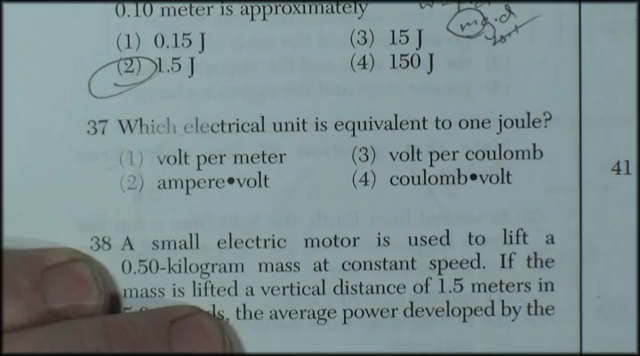 0.10 meter is approximately
(1) 0.15 J (3) 15 J
(2) 1.5 J (4) 150 J
mg.d
37 Which electrical unit is equivalent to one joule?
(1) volt per meter (3) volt per coulomb
(2) ampere•volt (4) coulomb•volt
41
38 A small electric motor is used to lift a
0.50-kilogram mass at constant speed. If the
mass is lifted a vertical distance of 1.5 meters in
the average power developed by the